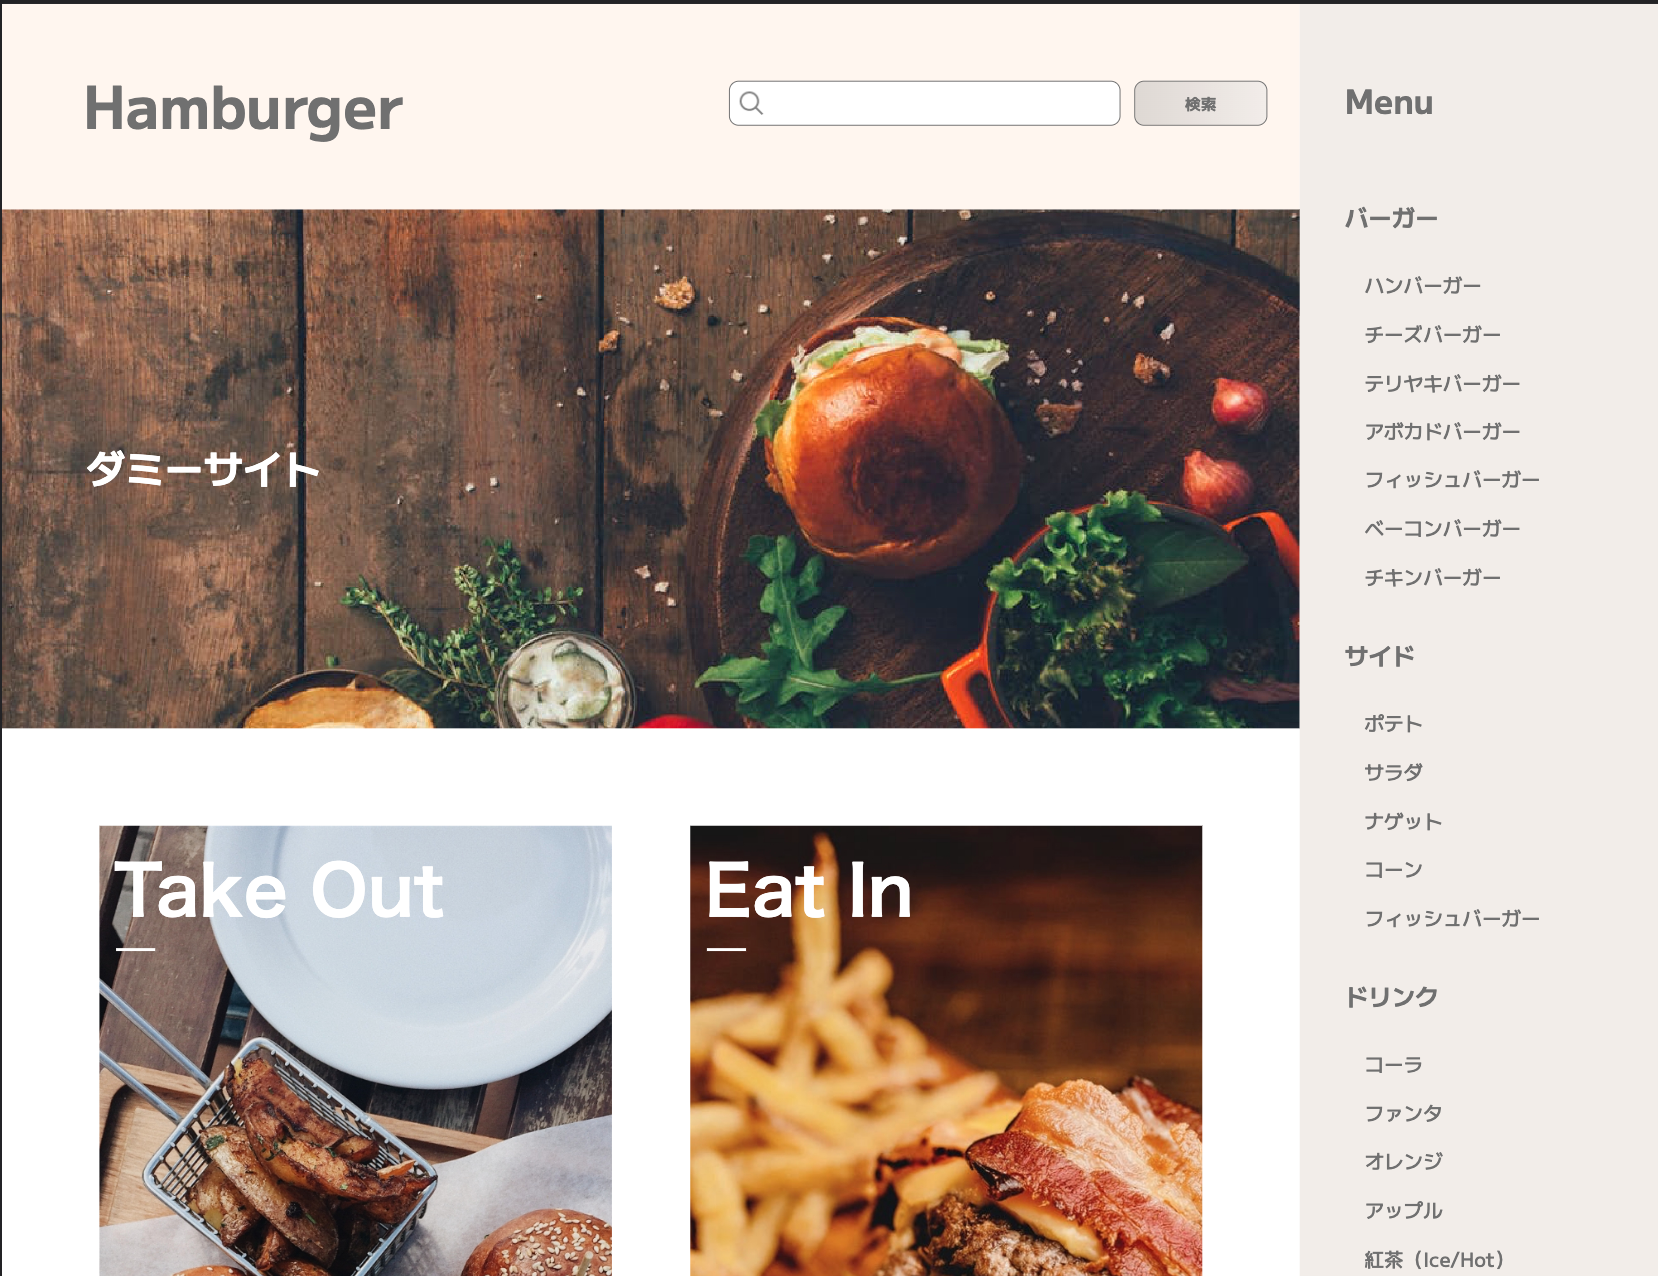 Hamburger
検索
ダミーサイト
Take Out
Eat In
Menu
バーガー
ハンバーガー
チーズバーガー
テリヤキバーガー
アボカドバーガー
フィッシュバーガー
ベーコンバーガー
チキンバーガー
サイド
ポテト
サラダ
ナゲット
コーン
フィッシュバーガー
ドリンク
コーラ
ファンタ
オレンジ
アップル
紅茶（Ice/Hot）